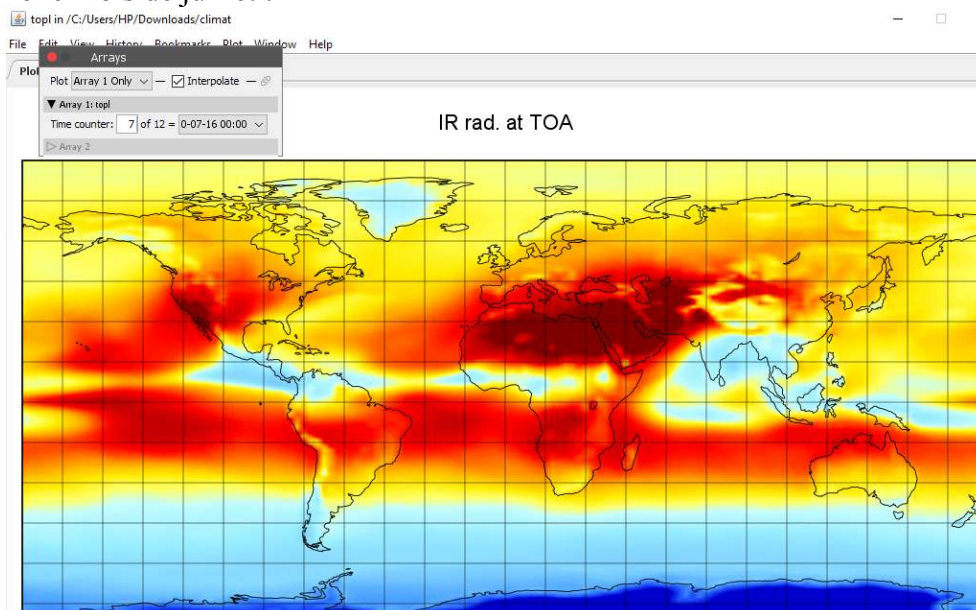 topl in /C:/Users/HP/Downloads/climat
File Edit View History Bookmarks Plot Window Help
Arrays
Plot
Plot Array 1 Only Interpolate
Array 1: topl
Time counter: 7 of 12 = 0-07-16 00:00
Array 2
IR rad. at TOA